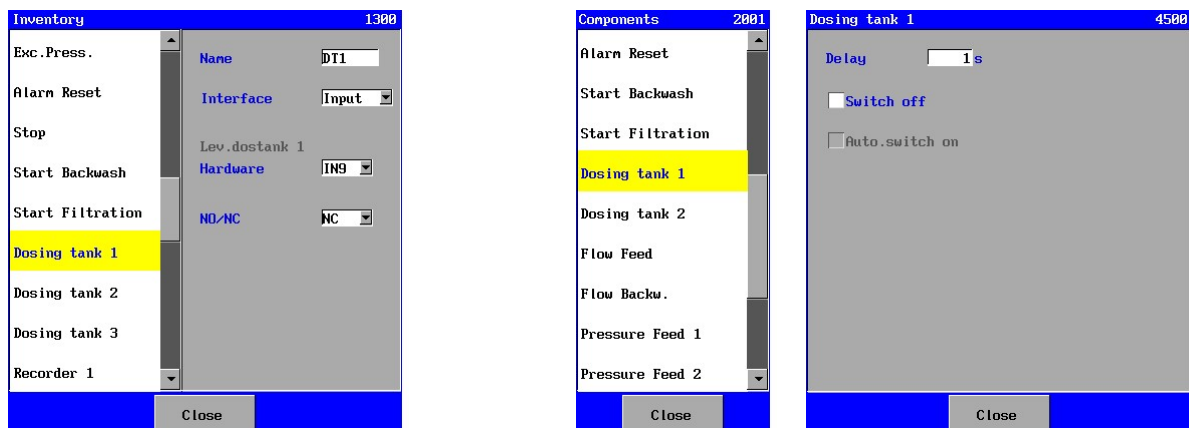 Inventory 1300
Exc.Press.
Alarm Reset
Stop
Start Backwash
Start Filtration
Dosing tank 1
Dosing tank 2
Dosing tank 3
Recorder 1
Name DT1
Interface Input
Lev.dostank 1
Hardware IN9
NO/NC NC
Close
Components 2001
Alarm Reset
Start Backwash
Start Filtration
Dosing tank 1
Dosing tank 2
Flow Feed
Flow Backw.
Pressure Feed 1
Pressure Feed 2
Close
Dosing tank 1 4500
Delay 1 s
Switch off
Auto.switch on
Close